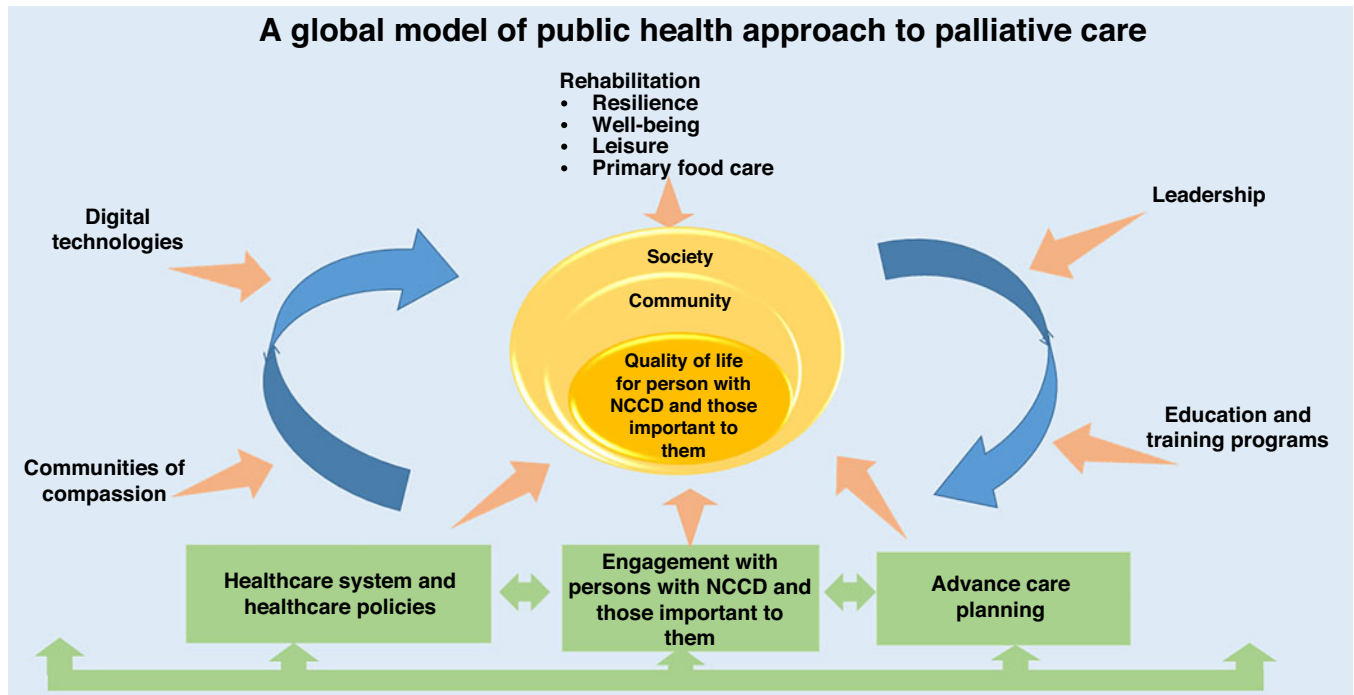 A global model of public health approach to palliative care
Rehabilitation
• Resilience
• Well-being
• Leisure
• Primary food care
Digital
technologies
Leadership
Society
Community
Quality of life
for person with
NCCD and those
important to
them
Communities of
compassion
Education and
training programs
Healthcare system and
healthcare policies
Engagement with
persons with NCCD and
those important to
them
Advance care
planning